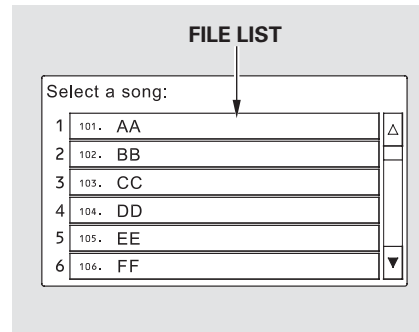 FILE LIST
Select a song:
1 101. AA
2 102. BB
3 103. CC
4 104. DD
5 105. EE
6 106. FF